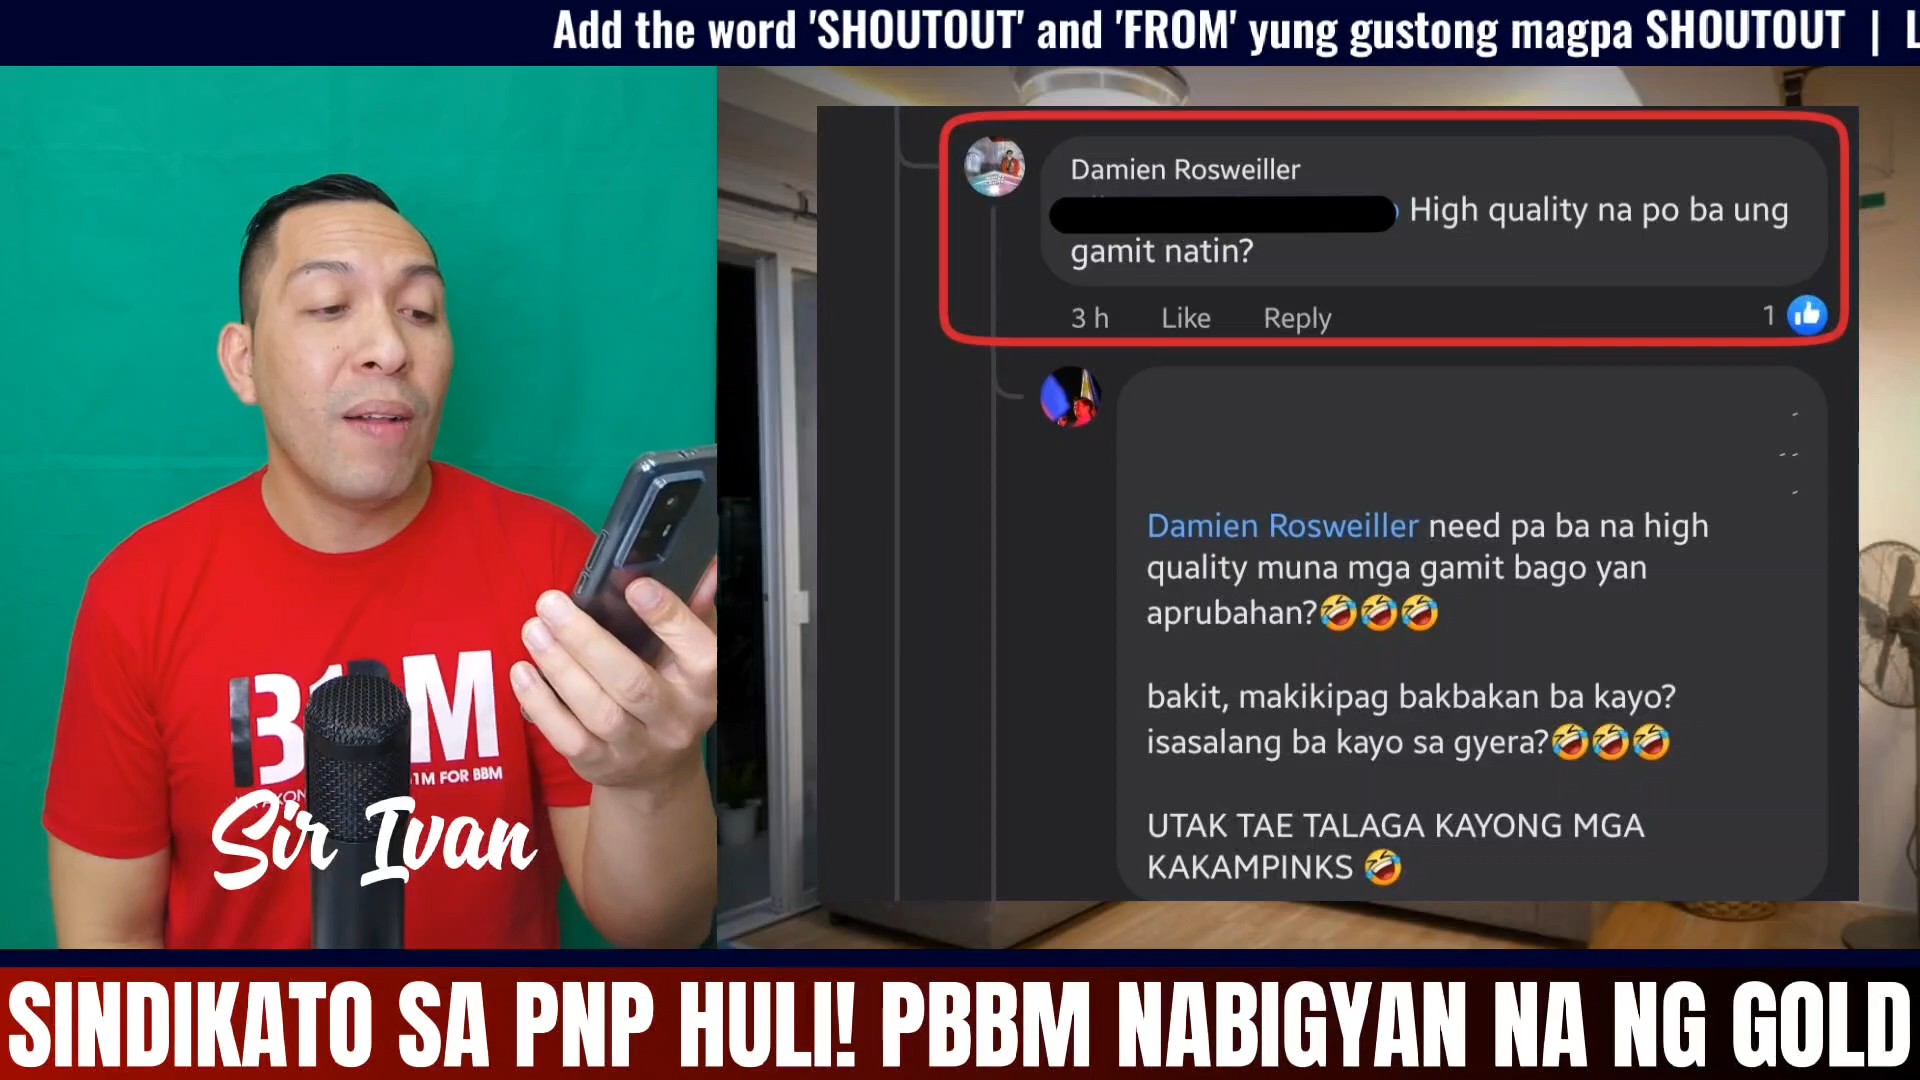 Add the word 'SHOUTOUT' and 'FROM' yung gustong magpa SHOUTOUT | L
Damien Rosweiller
High quality na po ba ung
gamit natin?
3 h Like Reply 1
Damien Rosweiller need pa ba na high
quality muna mga gamit bago yan
aprubahan?🤣🤣🤣
bakit, makikipag bakbakan ba kayo?
isasalang ba kayo sa gyera?🤣🤣🤣
UTAK TAE TALAGA KAYONG MGA
KAKAMPINKS 🤣
M
1M FOR BBM
Sir Ivan
SINDIKATO SA PNP HULI! PBBM NABIGYAN NA NG GOLD